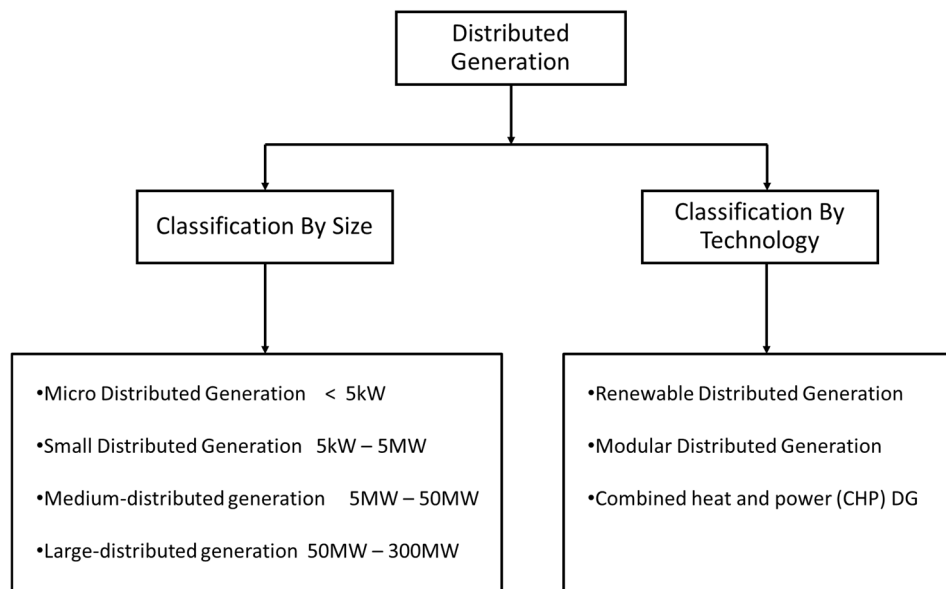 Distributed
Generation
Classification By Size
Classification By
Technology
•Micro Distributed Generation < 5kW
•Small Distributed Generation 5kW – 5MW
•Medium-distributed generation 5MW – 50MW
•Large-distributed generation 50MW – 300MW
•Renewable Distributed Generation
•Modular Distributed Generation
•Combined heat and power (CHP) DG